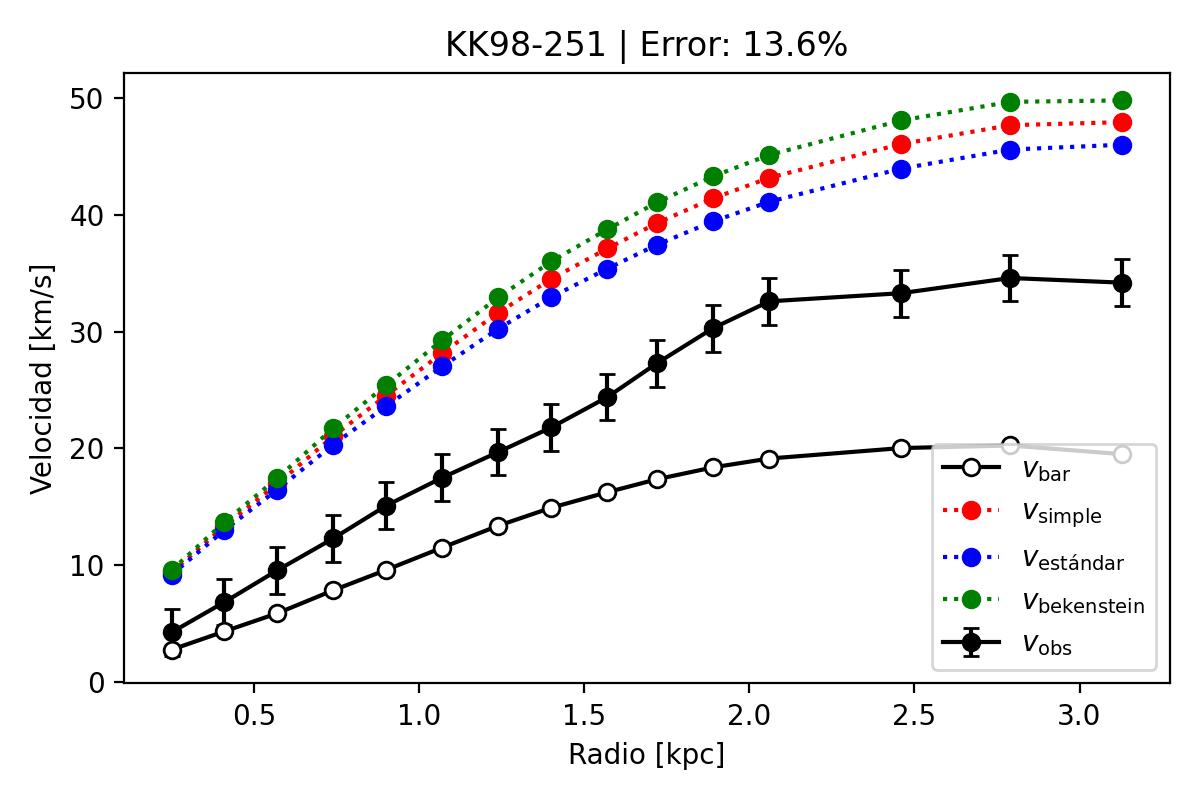 KK98-251 | Error: 13.6%
Velocidad [km/s]
50
40
30
20
10
0
0.5 1.0 1.5 2.0 2.5 3.0
Radio [kpc]
v_bar
v_simple
v_estándar
v_bekenstein
v_obs